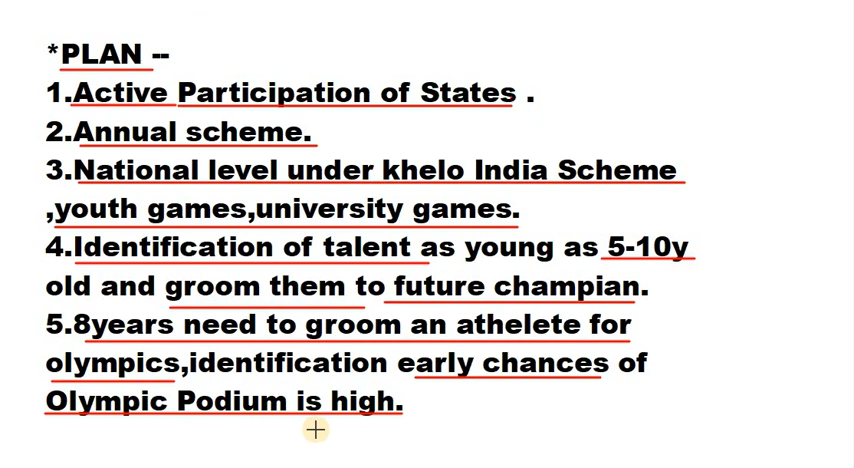 *PLAN --
1.Active Participation of States .
2.Annual scheme.
3.National level under khelo India Scheme
,youth games,university games.
4.Identification of talent as young as 5-10y
old and groom them to future champian.
5.8years need to groom an athelete for
olympics,identification early chances of
Olympic Podium is high.